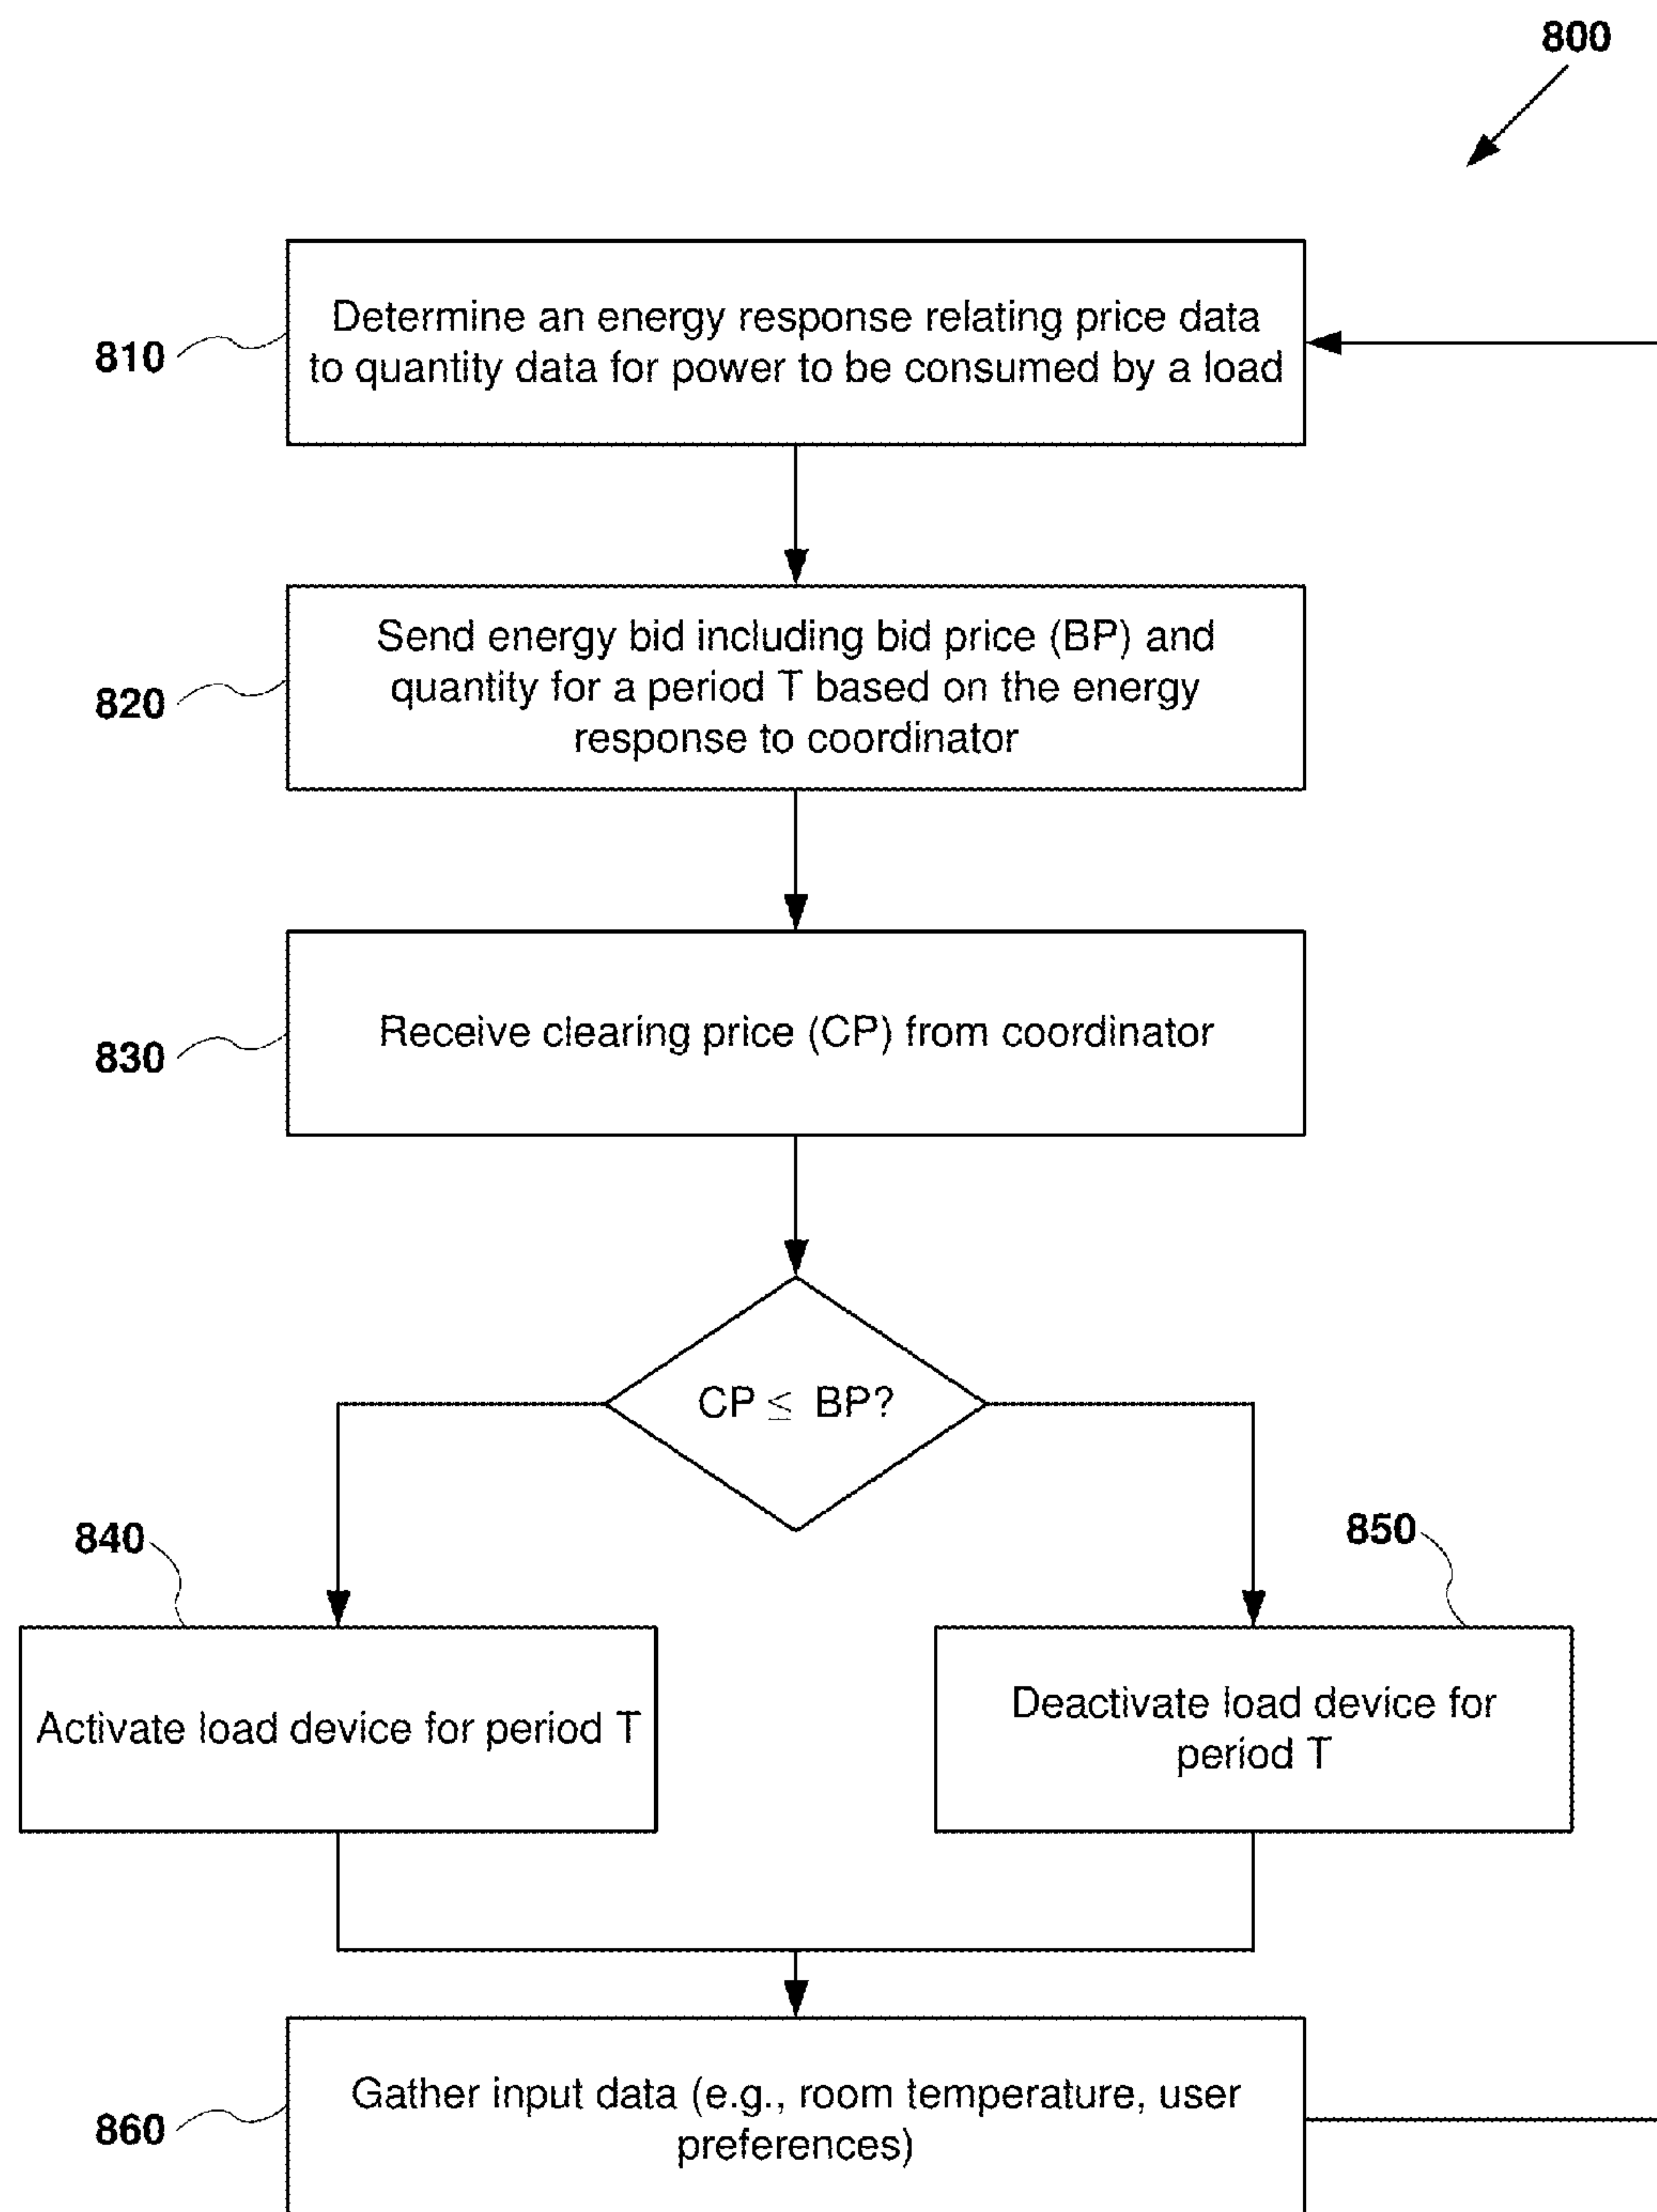 800
810
Determine an energy response relating price data
to quantity data for power to be consumed by a load
820
Send energy bid including bid price (BP) and
quantity for a period T based on the energy
response to coordinator
830
Receive clearing price (CP) from coordinator
CP ≤ BP?
840
850
Activate load device for period T
Deactivate load device for
period T
860
Gather input data (e.g., room temperature, user
preferences)